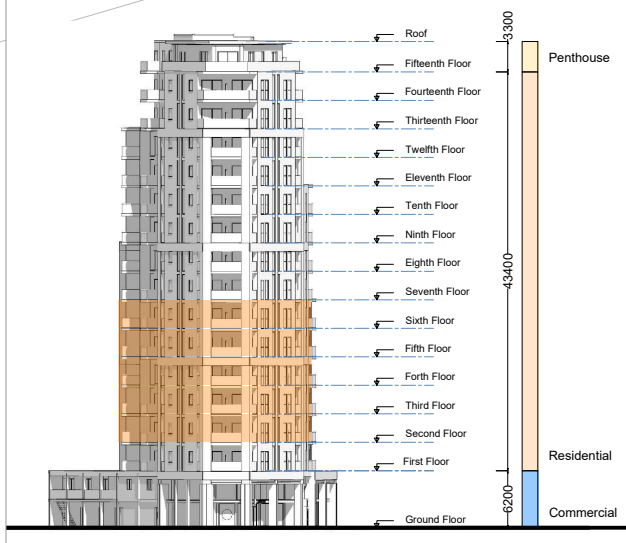 Roof
3300
Penthouse
Fifteenth Floor
Fourteenth Floor
Thirteenth Floor
Twelfth Floor
Eleventh Floor
Tenth Floor
Ninth Floor
Eighth Floor
43400
Seventh Floor
Sixth Floor
Fifth Floor
Forth Floor
Third Floor
Second Floor
Residential
First Floor
6200
Commercial
Ground Floor